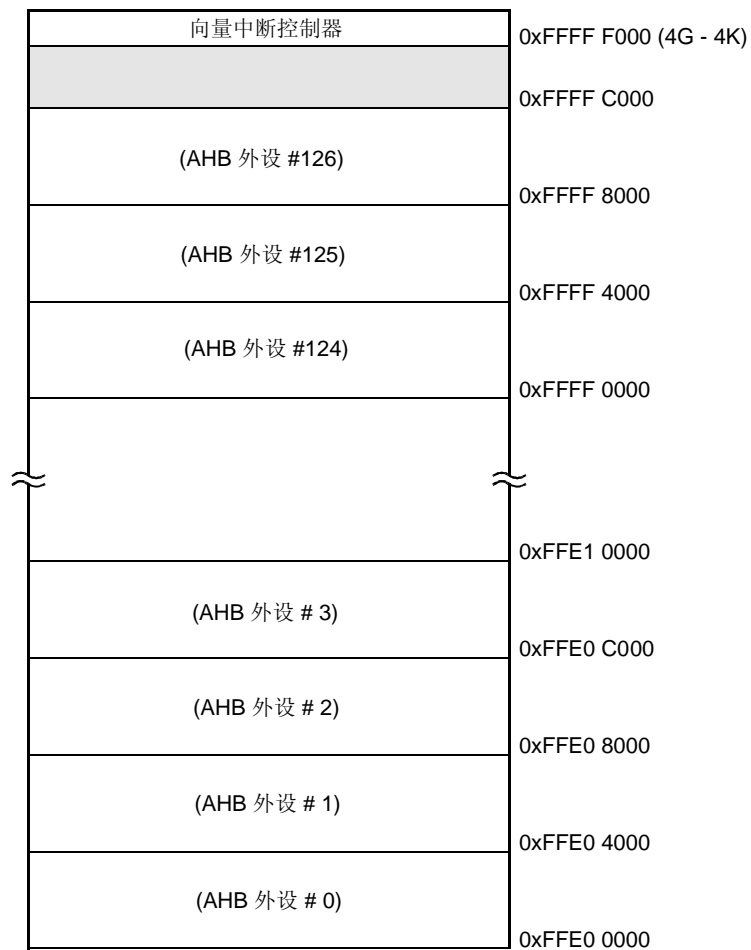 向量中断控制器
0xFFFF F000 (4G - 4K)
0xFFFF C000
(AHB 外设 #126)
0xFFFF 8000
(AHB 外设 #125)
0xFFFF 4000
(AHB 外设 #124)
0xFFFF 0000
0xFFE1 0000
(AHB 外设 # 3)
0xFFE0 C000
(AHB 外设 # 2)
0xFFE0 8000
(AHB 外设 # 1)
0xFFE0 4000
(AHB 外设 # 0)
0xFFE0 0000